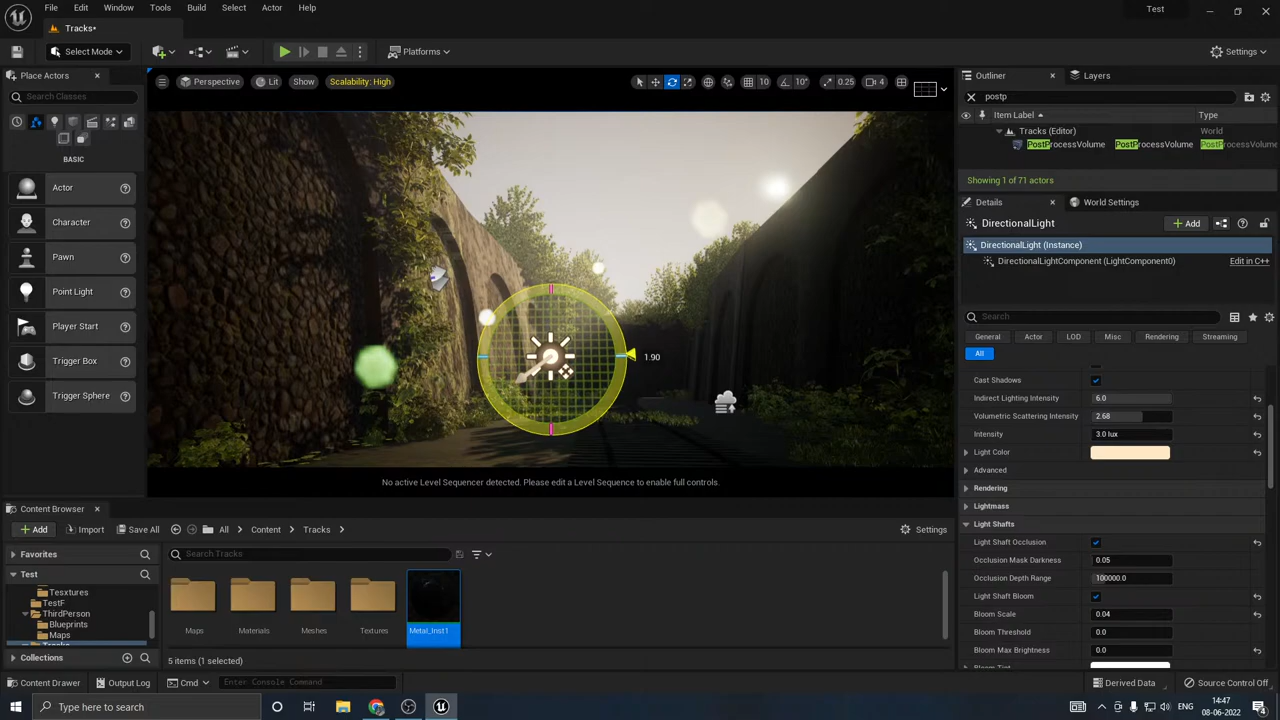 File Edit Window Tools Build Select Actor Help
Test
Tracks*
Select Mode
Platforms
Settings
Place Actors
Search Classes
BASIC
Actor
Character
Pawn
Point Light
Player Start
Trigger Box
Trigger Sphere
Perspective
Lit
Show
Scalability: High
10
10°
0.25
4
1.90
No active Level Sequencer detected. Please edit a Level Sequence to enable full controls.
Outliner
Layers
postp
Item Label
Type
Tracks (Editor)
World
PostProcessVolume
PostProcessVolume
PostProcessVolume
Showing 1 of 71 actors
Details
World Settings
DirectionalLight
Add
DirectionalLight (Instance)
DirectionalLightComponent (LightComponent0)
Edit in C++
Search
General
Actor
LOD
Misc
Rendering
Streaming
All
Cast Shadows
Indirect Lighting Intensity 6.0
Volumetric Scattering Intensity 2.68
Intensity 3.0 lux
Light Color
Advanced
Rendering
Lightmass
Light Shafts
Light Shaft Occlusion
Occlusion Mask Darkness 0.05
Occlusion Depth Range 100000.0
Light Shaft Bloom
Bloom Scale 0.04
Bloom Threshold 0.0
Bloom Max Brightness 0.0
Bloom Tint
Content Browser
Add
Import
Save All
All
Content
Tracks
Settings
Favorites
Test
Tesxtures
TestF
ThirdPerson
Blueprints
Maps
Collections
Search Tracks
Maps
Materials
Meshes
Textures
Metal_Irist1
5 items (1 selected)
Content Drawer
Output Log
Cmd
Enter Console Command
Derived Data
Source Control Off
Type here to search
ENG
14:47
08-06-2022
4